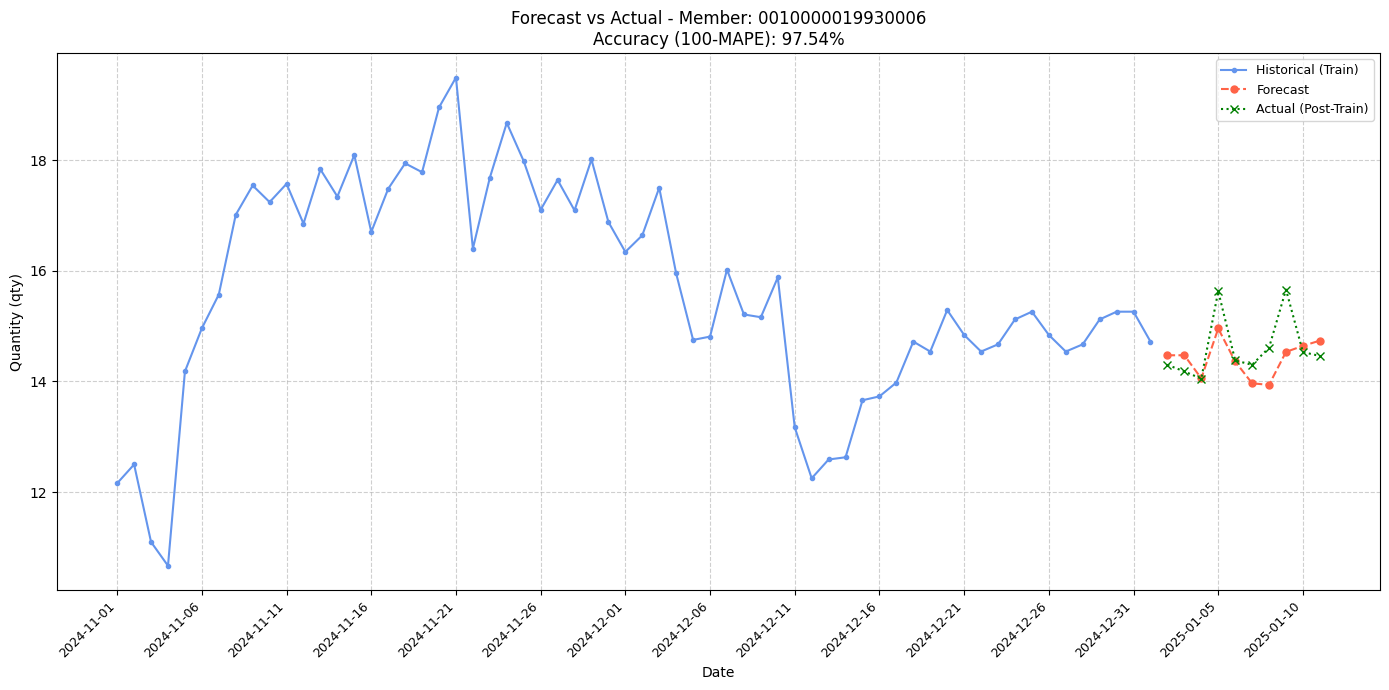 Forecast vs Actual - Member: 0010000019930006
Accuracy (100-MAPE): 97.54%
Historical (Train)
Forecast
Actual (Post-Train)
Quantity (qty)
18
16
14
12
2024-11-01
2024-11-06
2024-11-11
2024-11-16
2024-11-21
2024-11-26
2024-12-01
2024-12-06
2024-12-11
2024-12-16
2024-12-21
2024-12-26
2024-12-31
2025-01-05
2025-01-10
Date